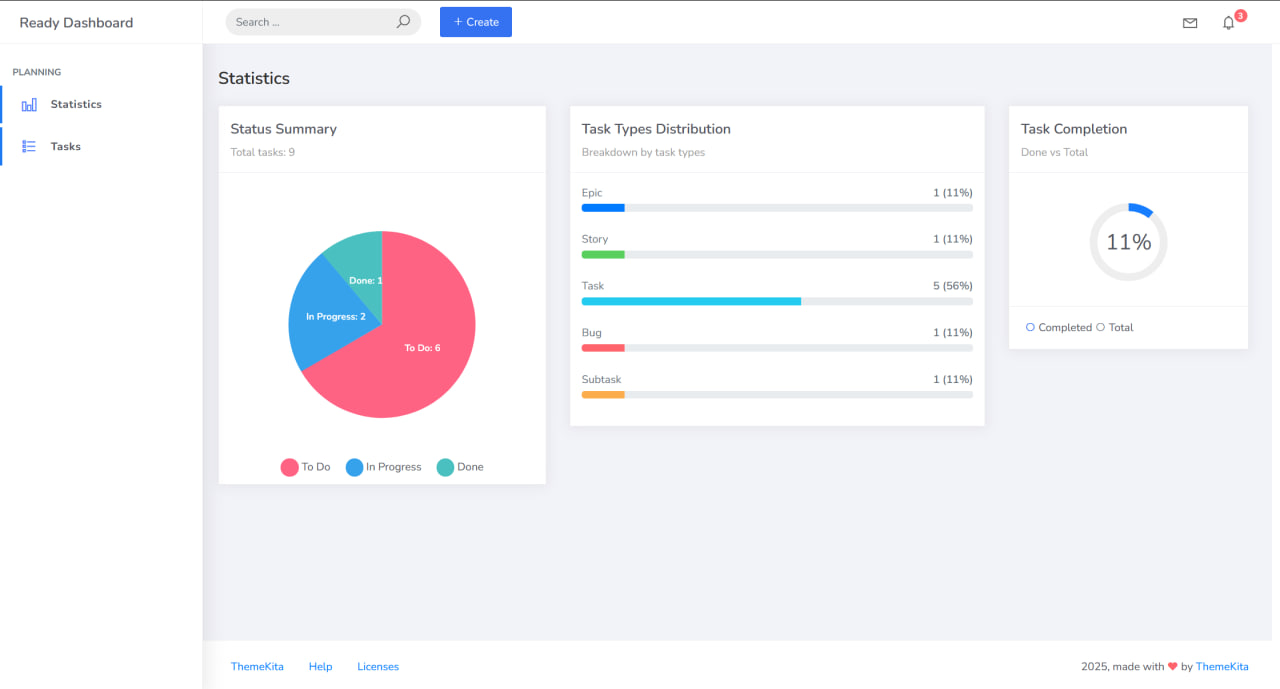 Ready Dashboard
Search ...
+ Create
3
PLANNING
Statistics
Tasks
Statistics
Status Summary
Total tasks: 9
Done: 1
In Progress: 2
To Do: 6
To Do
In Progress
Done
Task Types Distribution
Breakdown by task types
Epic 1 (11%)
Story 1 (11%)
Task 5 (56%)
Bug 1 (11%)
Subtask 1 (11%)
Task Completion
Done vs Total
11%
Completed Total
ThemeKita Help Licenses
2025, made with ❤ by ThemeKita